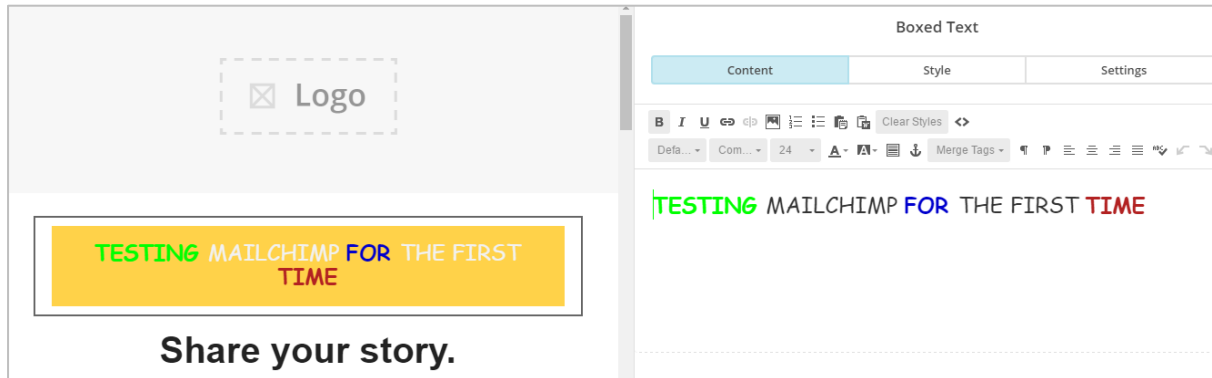 Logo
TESTING MAILCHIMP FOR THE FIRST
TIME
Share your story.
Boxed Text
Content Style Settings
B I U Clear Styles <>
Defa... Com... 24 A A Merge Tags
TESTING MAILCHIMP FOR THE FIRST TIME